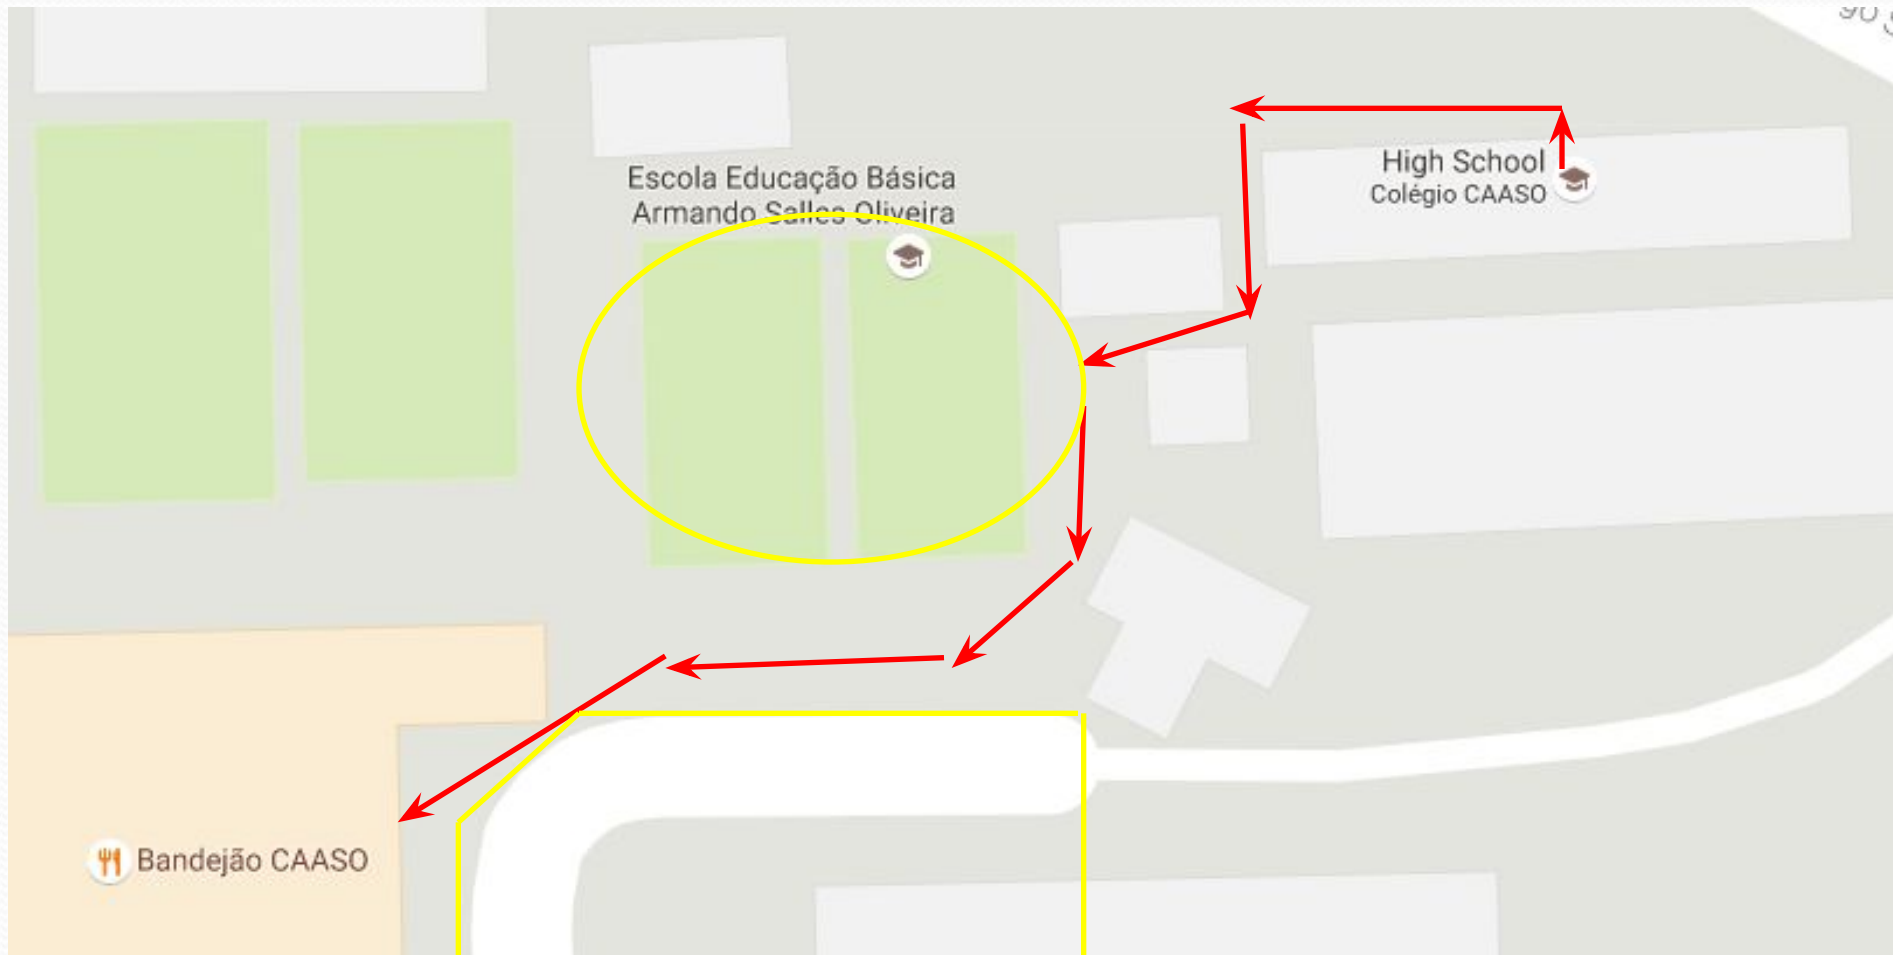 Escola Educação Básica
Armando Salles Oliveira
High School
Colégio CAASO
Bandejão CAASO